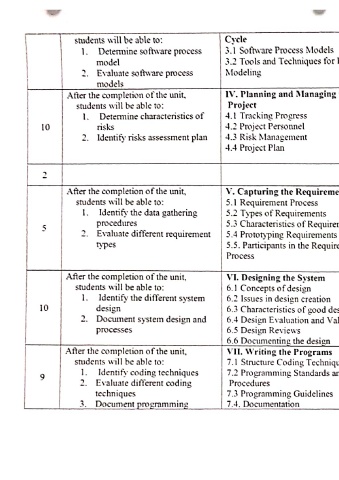 students will be able to:
1. Determine software process
model
2. Evaluate software process
models
Cycle
3.1 Software Process Models
3.2 Tools and Techniques for
Modeling
10
After the completion of the unit,
students will be able to:
1. Determine characteristics of
risks
2. Identify risks assessment plan
IV. Planning and Managing
Project
4.1 Tracking Progress
4.2 Project Personnel
4.3 Risk Management
4.4 Project Plan
2
5
After the completion of the unit,
students will be able to:
1. Identify the data gathering
procedures
2. Evaluate different requirement
types
V. Capturing the Requireme
5.1 Requirement Process
5.2 Types of Requirements
5.3 Characteristics of Requirer
5.4 Prototyping Requirements
5.5. Participants in the Require
Process
10
After the completion of the unit,
students will be able to:
1. Identify the different system
design
2. Document system design and
processes
VI. Designing the System
6.1 Concepts of design
6.2 Issues in design creation
6.3 Characteristics of good des
6.4 Design Evaluation and Val
6.5 Design Reviews
6.6 Documenting the design
9
After the completion of the unit,
students will be able to:
1. Identify coding techniques
2. Evaluate different coding
techniques
3. Document programming
VII. Writing the Programs
7.1 Structure Coding Techniqu
7.2 Programming Standards ar
Procedures
7.3 Programming Guidelines
7.4. Documentation